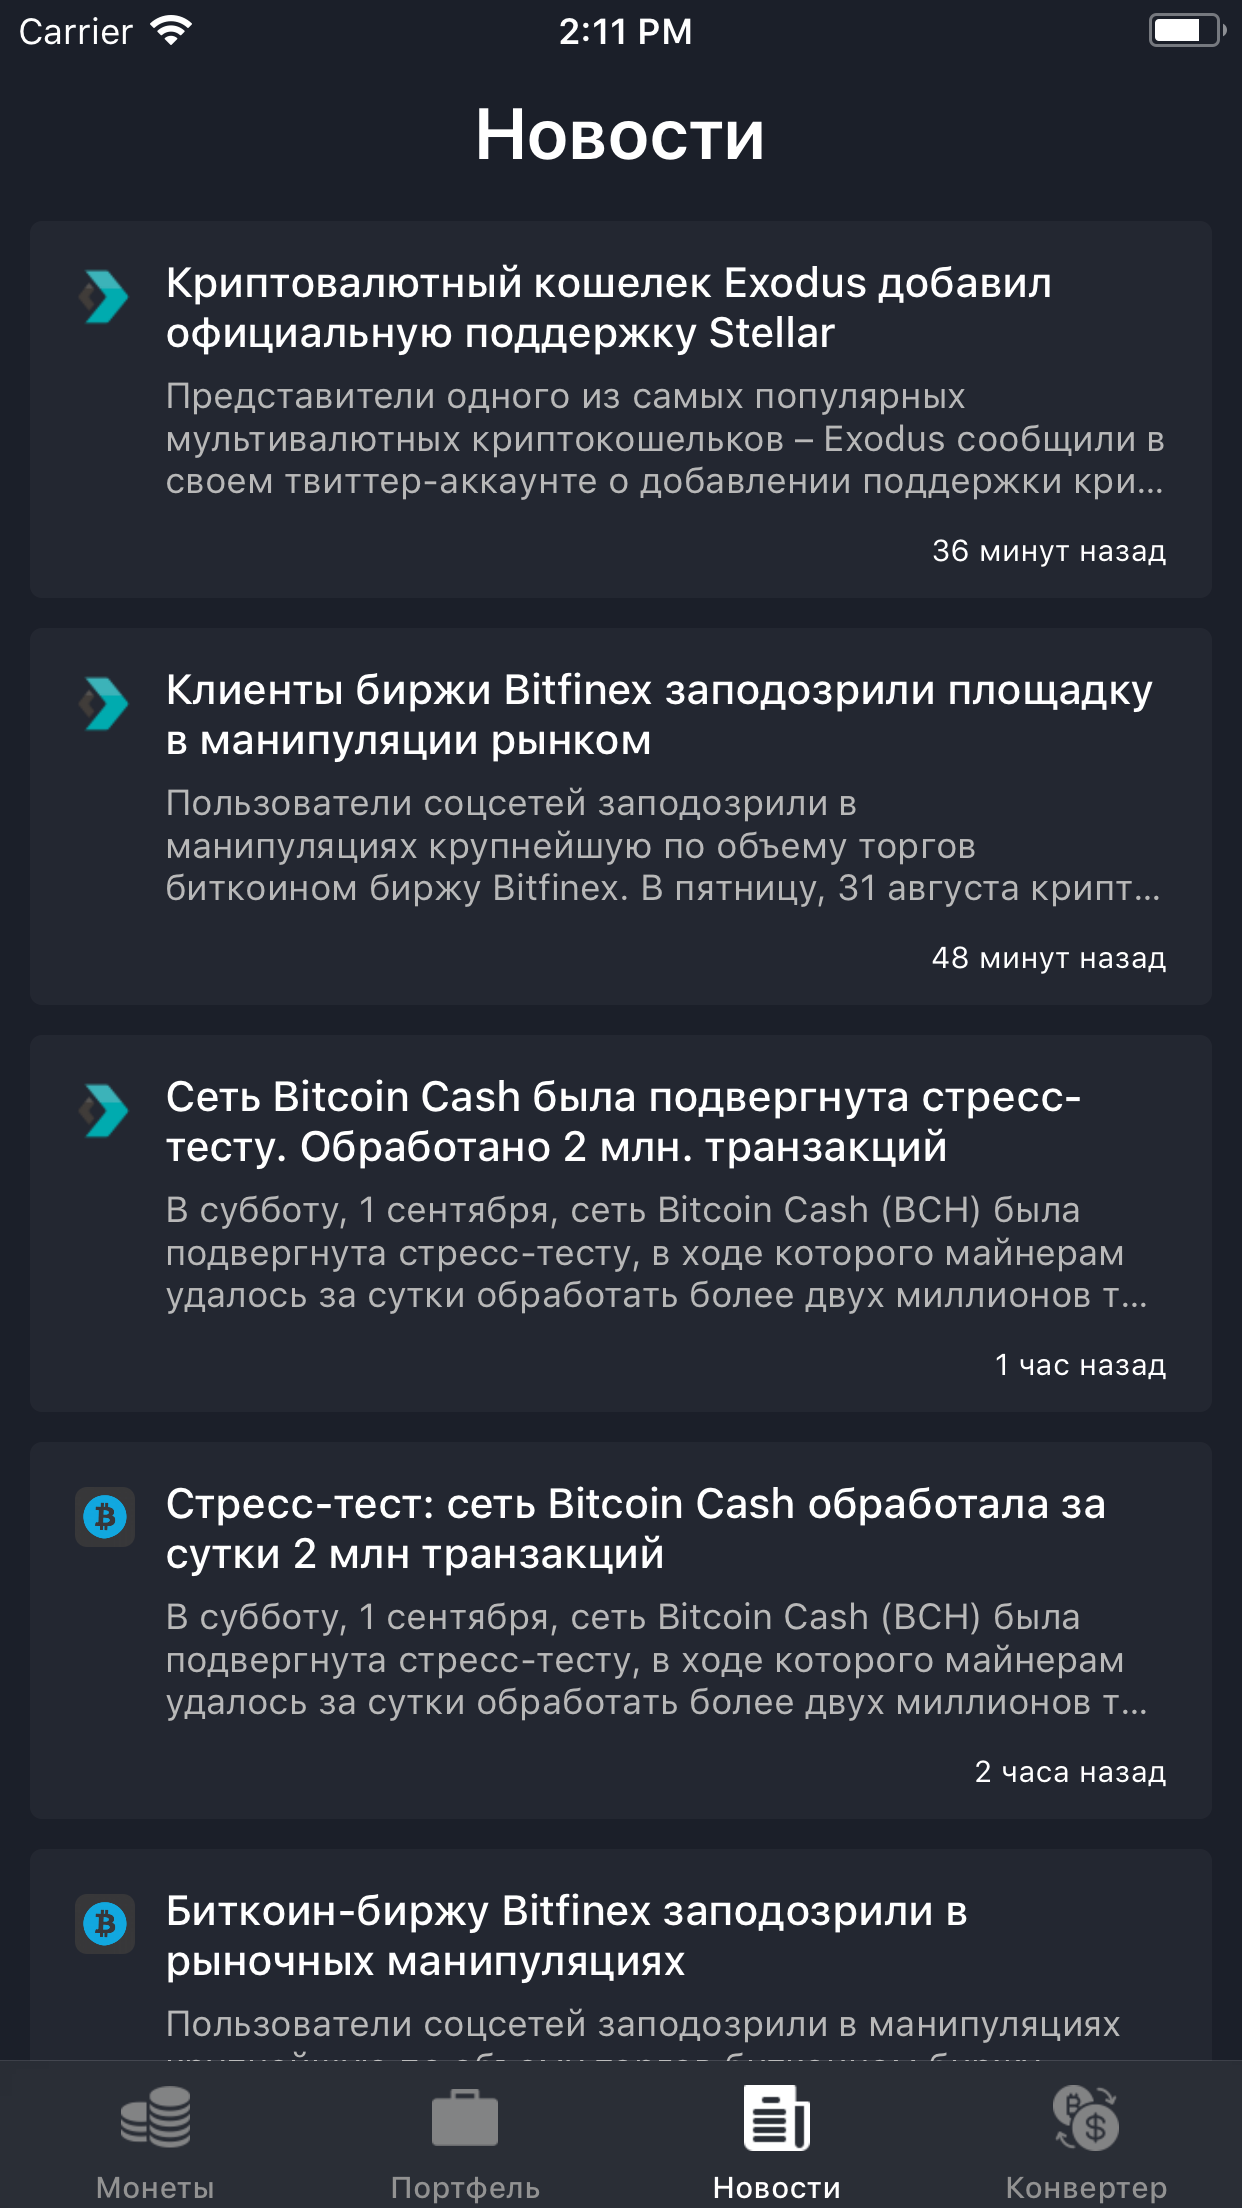 Carrier
2:11 PM
Новости
Криптовалютный кошелек Exodus добавил
официальную поддержку Stellar
Представители одного из самых популярных
мультивалютных криптокошельков – Exodus сообщили в
своем твиттер-аккаунте о добавлении поддержки кри...
36 минут назад
Клиенты биржи Bitfinex заподозрили площадку
в манипуляции рынком
Пользователи соцсетей заподозрили в
манипуляциях крупнейшую по объему торгов
биткоином биржу Bitfinex. В пятницу, 31 августа крипт...
48 минут назад
Сеть Bitcoin Cash была подвергнута стресс-
тесту. Обработано 2 млн. транзакций
В субботу, 1 сентября, сеть Bitcoin Cash (BCH) была
подвергнута стресс-тесту, в ходе которого майнерам
удалось за сутки обработать более двух миллионов т...
1 час назад
Стресс-тест: сеть Bitcoin Cash обработала за
сутки 2 млн транзакций
В субботу, 1 сентября, сеть Bitcoin Cash (BCH) была
подвергнута стресс-тесту, в ходе которого майнерам
удалось за сутки обработать более двух миллионов т...
2 часа назад
Биткоин-биржу Bitfinex заподозрили в
рыночных манипуляциях
Пользователи соцсетей заподозрили в манипуляциях
Монеты
Портфель
Новости
Конвертер